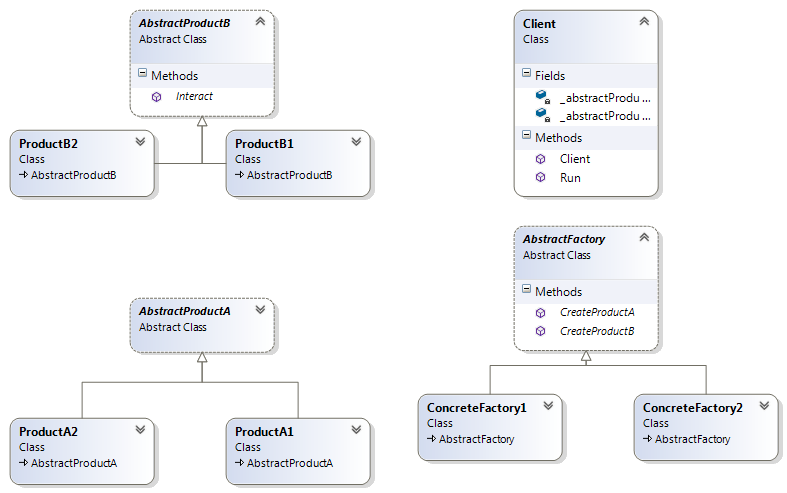 AbstractProductB
Abstract Class
Methods
Interact
ProductB2
Class
AbstractProductB
ProductB1
Class
AbstractProductB
Client
Class
Fields
_abstractProdu ...
_abstractProdu ...
Methods
Client
Run
AbstractFactory
Abstract Class
Methods
CreateProductA
CreateProductB
AbstractProductA
Abstract Class
ProductA2
Class
AbstractProductA
ProductA1
Class
AbstractProductA
ConcreteFactory1
Class
AbstractFactory
ConcreteFactory2
Class
AbstractFactory